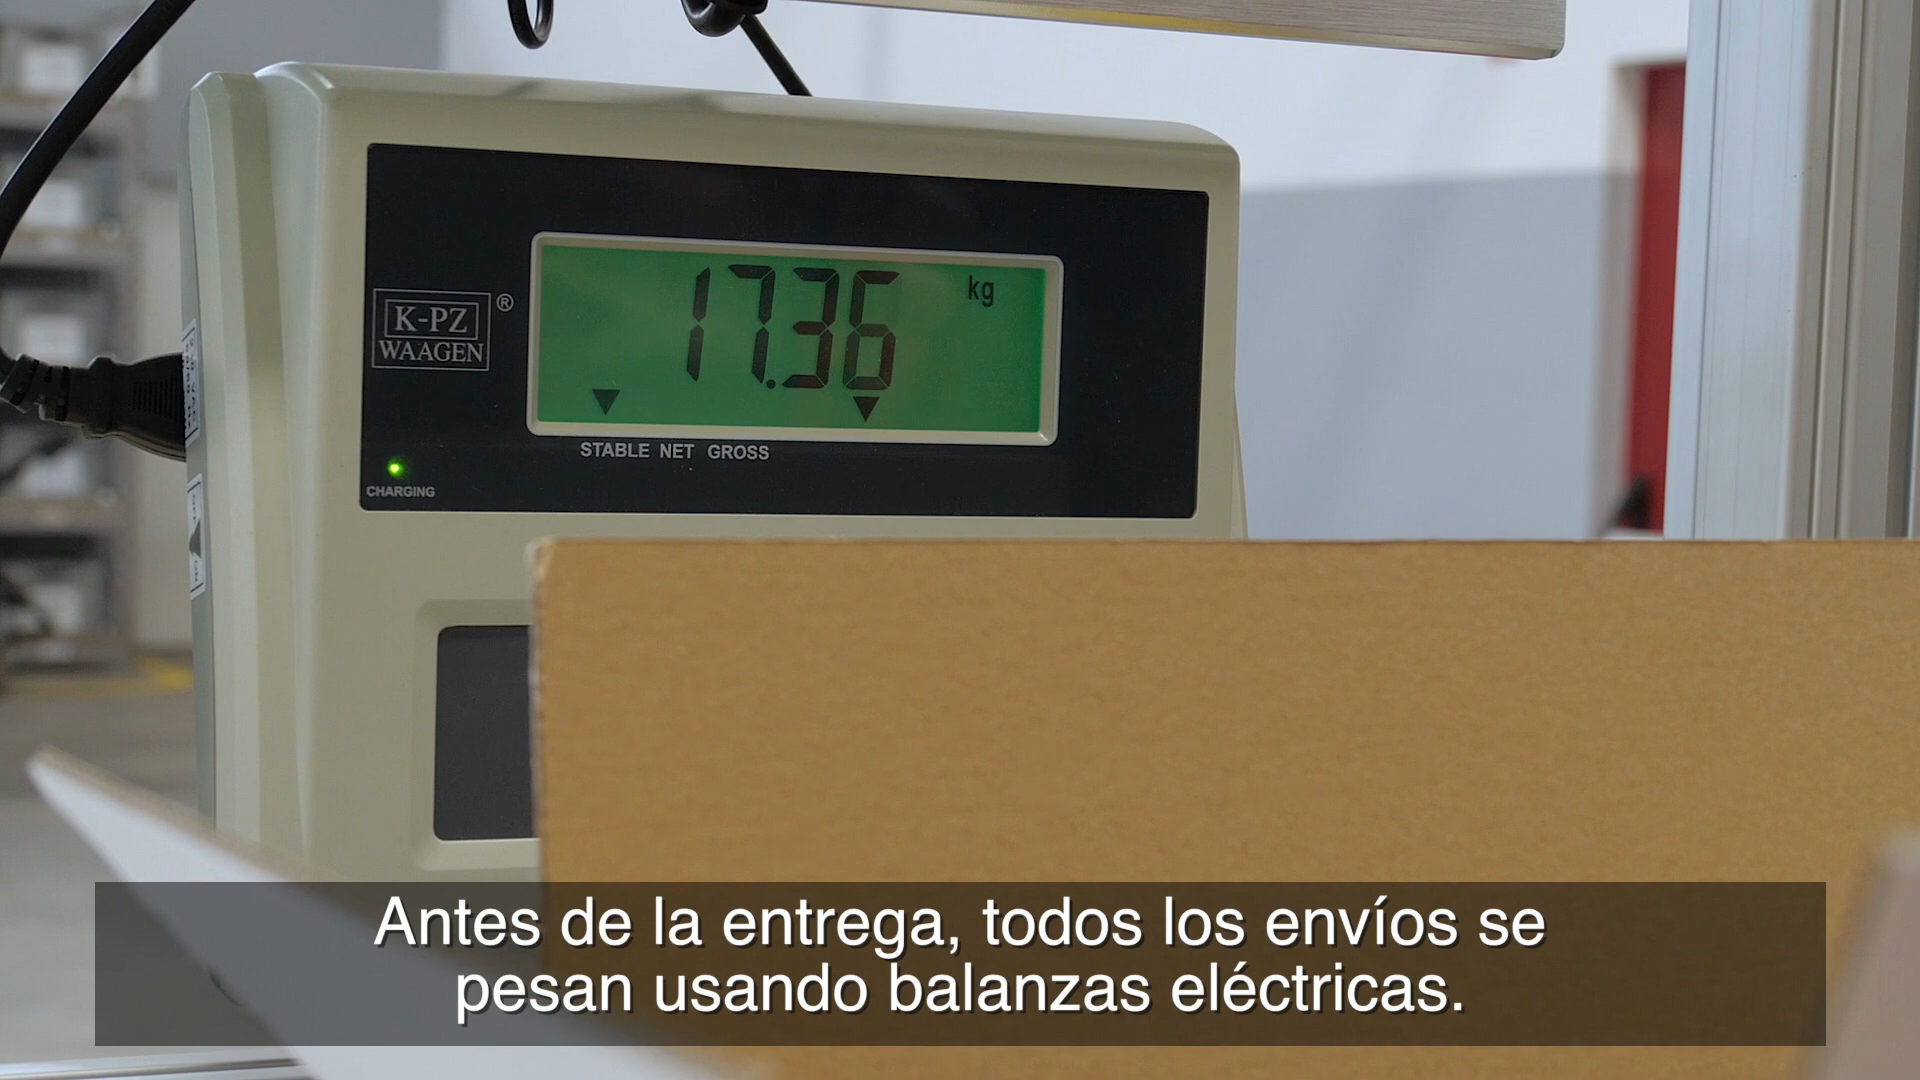 17.36 kg
K-PZ ®
WAAGEN
STABLE NET GROSS
CHARGING
Antes de la entrega, todos los envíos se
pesan usando balanzas eléctricas.